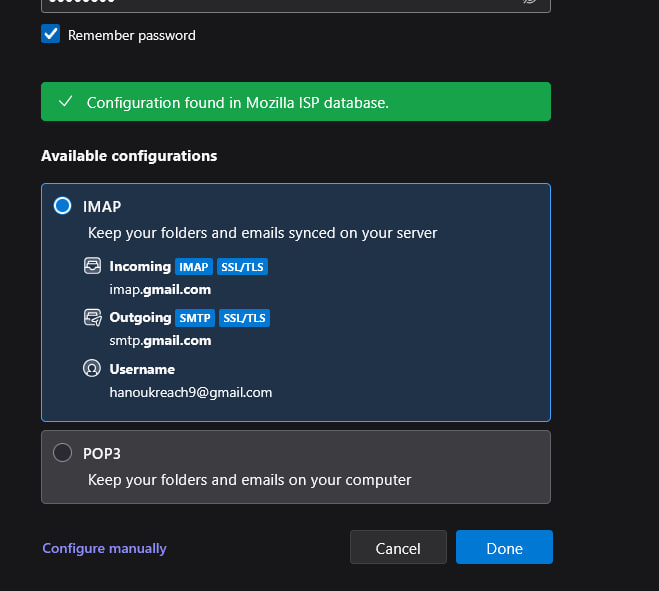 Remember password
Configuration found in Mozilla ISP database.
Available configurations
IMAP
Keep your folders and emails synced on your server
Incoming IMAP SSL/TLS
imap.gmail.com
Outgoing SMTP SSL/TLS
smtp.gmail.com
Username
hanoukreach9@gmail.com
POP3
Keep your folders and emails on your computer
Configure manually Cancel Done